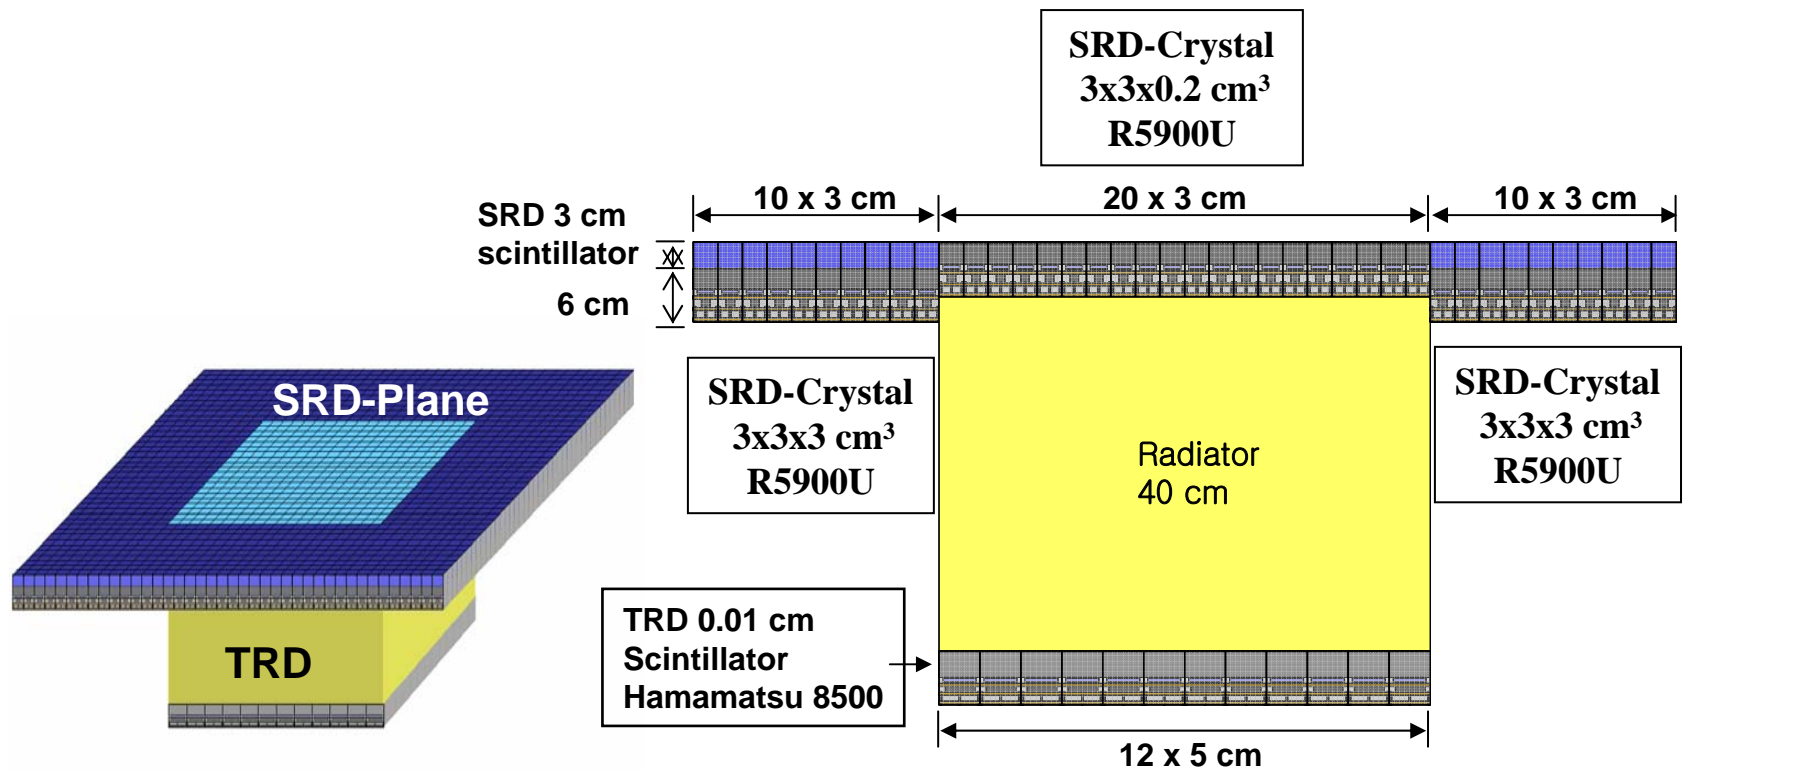 SRD-Crystal
3x3x0.2 cm³
R5900U
10 x 3 cm
20 x 3 cm
10 x 3 cm
SRD 3 cm
scintillator
6 cm
SRD-Crystal
3x3x3 cm³
R5900U
SRD-Crystal
3x3x3 cm³
R5900U
SRD-Plane
Radiator
40 cm
TRD
TRD 0.01 cm
Scintillator
Hamamatsu 8500
12 x 5 cm